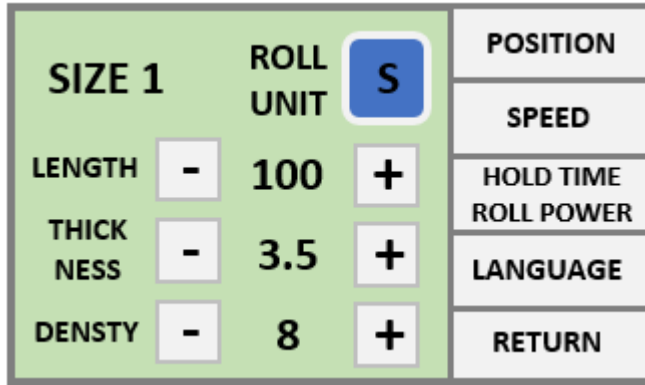 SIZE 1
ROLL
UNIT
S
LENGTH - 100 +
THICK
NESS
- 3.5 +
DENSTY - 8 +
POSITION
SPEED
HOLD TIME
ROLL POWER
LANGUAGE
RETURN